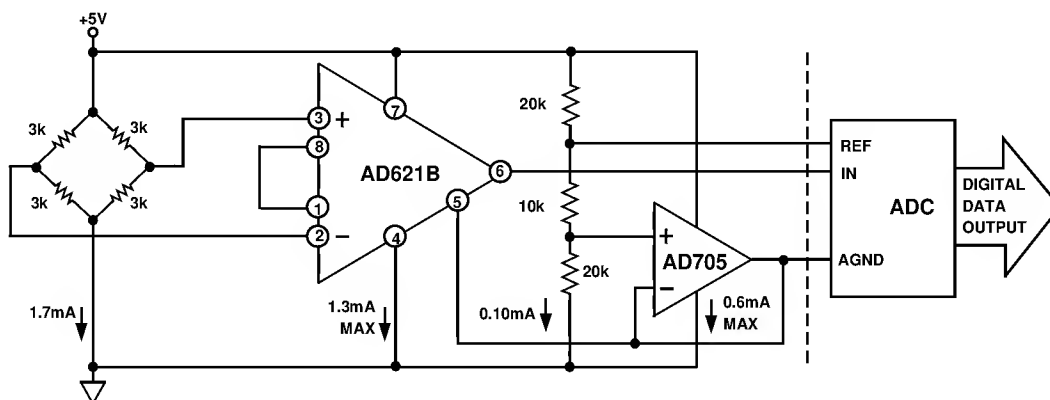 +5V
3k
3k
3k
3k
1.7mA
3
+
8
1
2
−
7
AD621B
6
5
4
1.3mA
MAX
20k
10k
20k
0.10mA
+
AD705
−
0.6mA
MAX
REF
IN
ADC
AGND
DIGITAL
DATA
OUTPUT